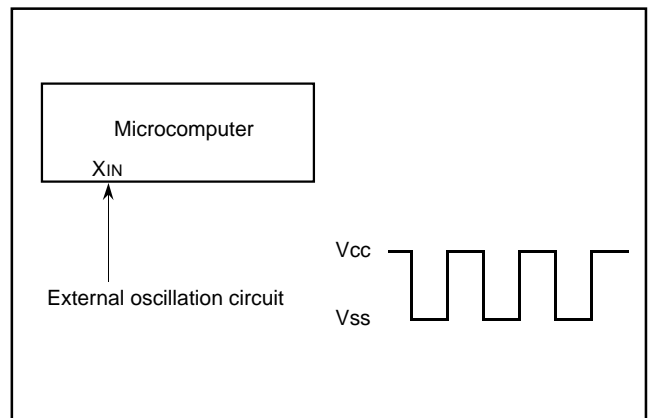 Microcomputer
XIN
External oscillation circuit
Vcc
Vss